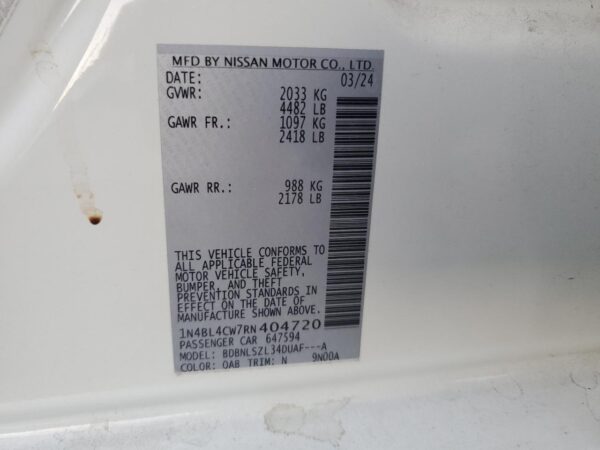 MFD BY NISSAN MOTOR CO., LTD.
DATE: 03/24
GVWR: 2033 KG
4482 LB
GAWR FR.: 1097 KG
2418 LB
GAWR RR.: 988 KG
2178 LB
THIS VEHICLE CONFORMS TO
ALL APPLICABLE FEDERAL
MOTOR VEHICLE SAFETY,
BUMPER, AND THEFT
PREVENTION STANDARDS IN
EFFECT ON THE DATE OF
MANUFACTURE SHOWN ABOVE.
1N4BL4CW7RN404720
PASSENGER CAR 647594
MODEL: BDBNLSZL34DUAF---A
COLOR: QAB TRIM: N 9N00A